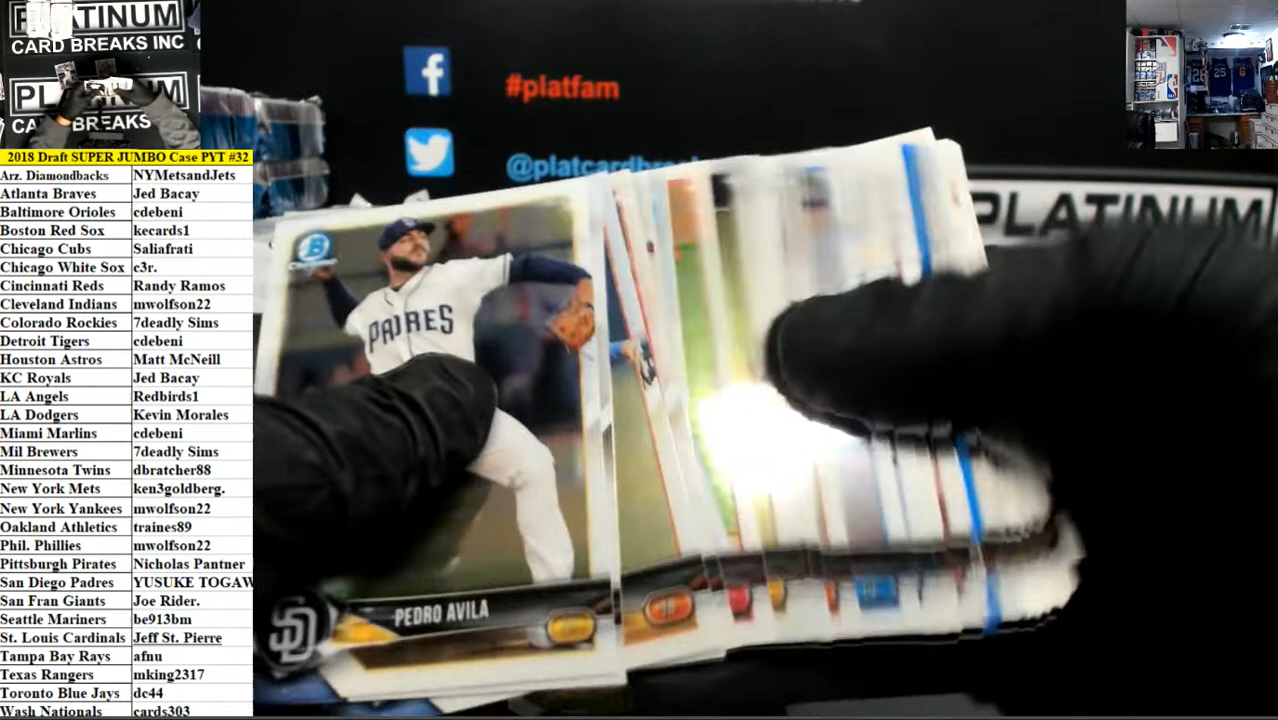 PLATINUM
CARD BREAKS INC
2018 Draft SUPER JUMBO Case PYT #32
Arz. Diamondbacks NYMetsandJets
Atlanta Braves Jed Bacay
Baltimore Orioles cdebeni
Boston Red Sox kecards1
Chicago Cubs Saliafrati
Chicago White Sox c3r.
Cincinnati Reds Randy Ramos
Cleveland Indians mwolfson22
Colorado Rockies 7deadly Sims
Detroit Tigers cdebeni
Houston Astros Matt McNeill
KC Royals Jed Bacay
LA Angels Redbirds1
LA Dodgers Kevin Morales
Miami Marlins cdebeni
Mil Brewers 7deadly Sims
Minnesota Twins dbratcher88
New York Mets ken3goldberg.
New York Yankees mwolfson22
Oakland Athletics traines89
Phil. Phillies mwolfson22
Pittsburgh Pirates Nicholas Pantner
San Diego Padres YUSUKE TOGAW
San Fran Giants Joe Rider.
Seattle Mariners be913bm
St. Louis Cardinals Jeff St. Pierre
Tampa Bay Rays afnu
Texas Rangers mking2317
Toronto Blue Jays dc44
Wash Nationals cards303
#platfam
@platcardbre
PLATINUM
PADRES
SD
PEDRO AVILA